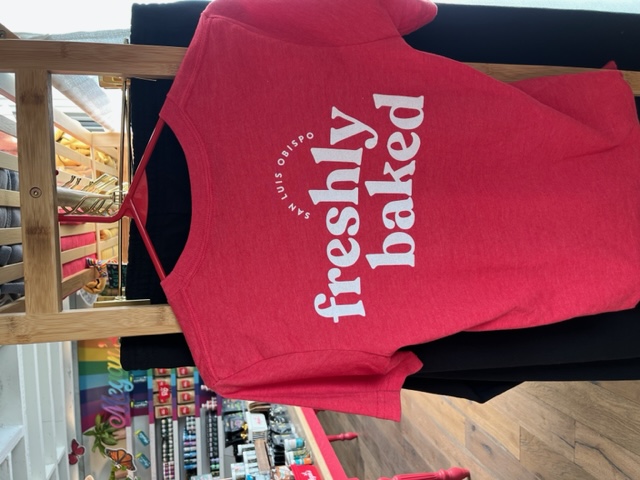 SAN LUIS OBISPO
freshly
baked